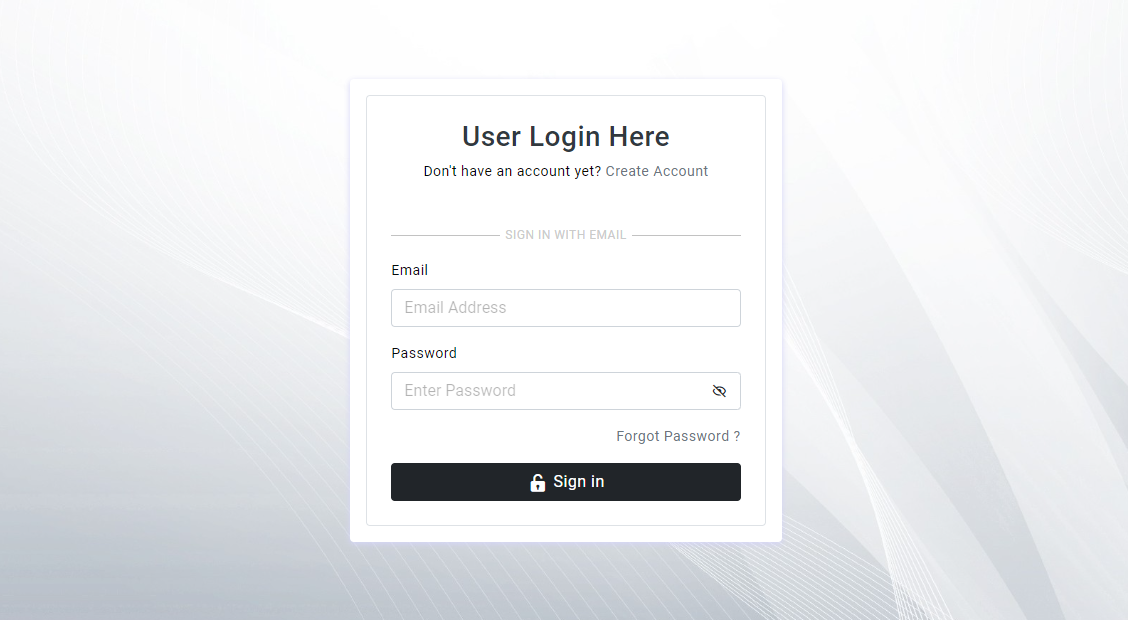 User Login Here
Don't have an account yet? Create Account
SIGN IN WITH EMAIL
Email
Email Address
Password
Enter Password
Forgot Password ?
Sign in